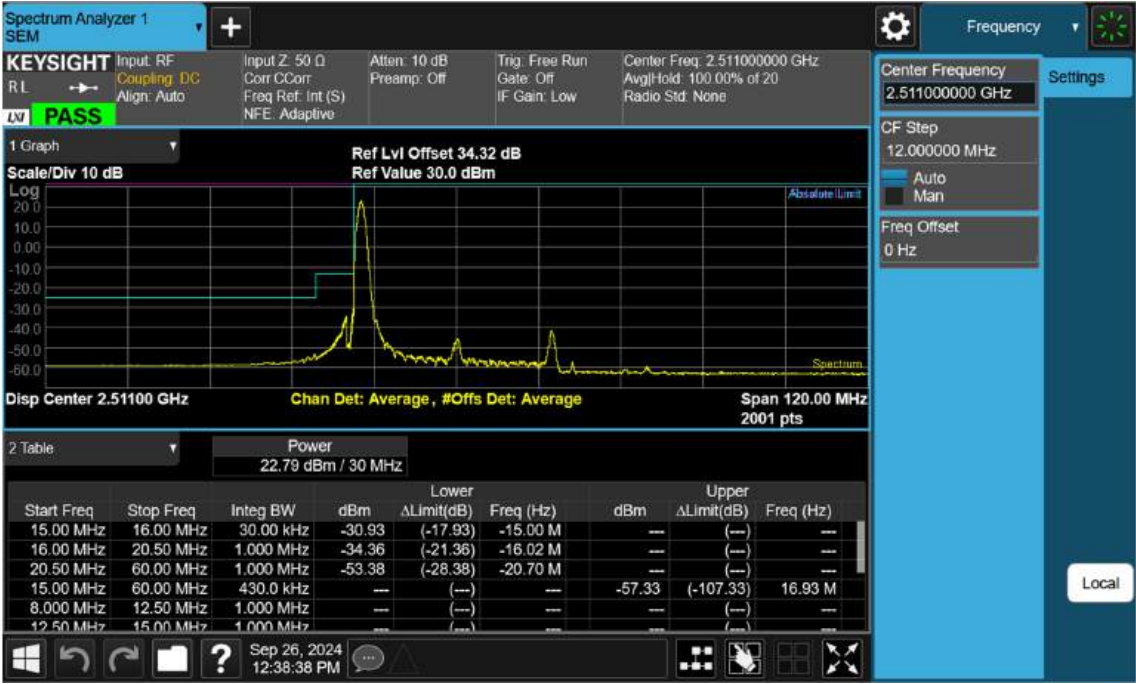 Spectrum Analyzer 1
SEM
Frequency
KEYSIGHT
R L
LXI
PASS
Input: RF
Coupling: DC
Align: Auto
Input Z: 50 Ω
Corr CCorr
Freq Ref: Int (S)
NFE: Adaptive
Atten: 10 dB
Preamp: Off
Trig: Free Run
Gate: Off
IF Gain: Low
Center Freq: 2.511000000 GHz
Avg|Hold: 100.00% of 20
Radio Std: None
Center Frequency
2.511000000 GHz
Settings
CF Step
12.000000 MHz
Auto
Man
Freq Offset
0 Hz
1 Graph
Scale/Div 10 dB
Ref Lvl Offset 34.32 dB
Ref Value 30.0 dBm
Log
Absolute Limit
20.0
10.0
0.00
-10.0
-20.0
-30.0
-40.0
-50.0
-60.0
Spectrum
Disp Center 2.51100 GHz
Chan Det: Average, #Offs Det: Average
Span 120.00 MHz
2001 pts
2 Table
Power
22.79 dBm / 30 MHz
Lower Upper
Start Freq Stop Freq Integ BW dBm ΔLimit(dB) Freq (Hz) dBm ΔLimit(dB) Freq (Hz)
15.00 MHz 16.00 MHz 30.00 kHz -30.93 (-17.93) -15.00 M --- (---) ---
16.00 MHz 20.50 MHz 1.000 MHz -34.36 (-21.36) -16.02 M --- (---) ---
20.50 MHz 60.00 MHz 1.000 MHz -53.38 (-28.38) -20.70 M --- (---) ---
15.00 MHz 60.00 MHz 430.0 kHz --- (---) --- -57.33 (-107.33) 16.93 M
8.000 MHz 12.50 MHz 1.000 MHz --- (---) --- --- (---) ---
12.50 MHz 15.00 MHz 1.000 MHz --- (---) --- --- (---) ---
Local
Sep 26, 2024
12:38:38 PM